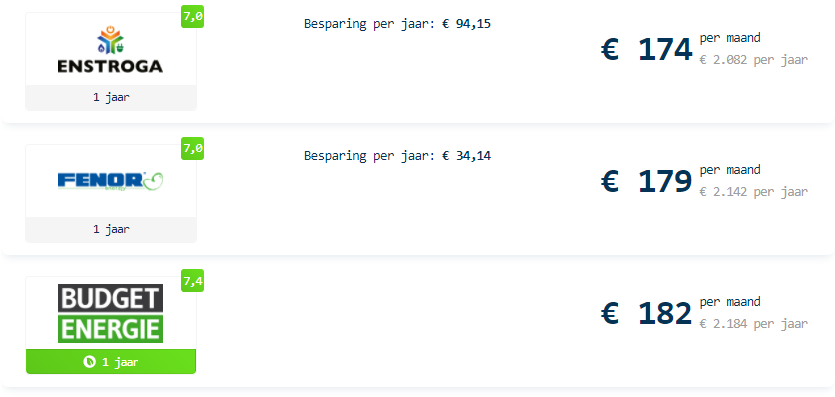 7,0
Besparing per jaar: € 94,15
ENSTROGA
€ 174 per maand
€ 2.082 per jaar
1 jaar
7,0
Besparing per jaar: € 34,14
FENOR energy
€ 179 per maand
€ 2.142 per jaar
1 jaar
7,4
BUDGET
ENERGIE
€ 182 per maand
€ 2.184 per jaar
1 jaar